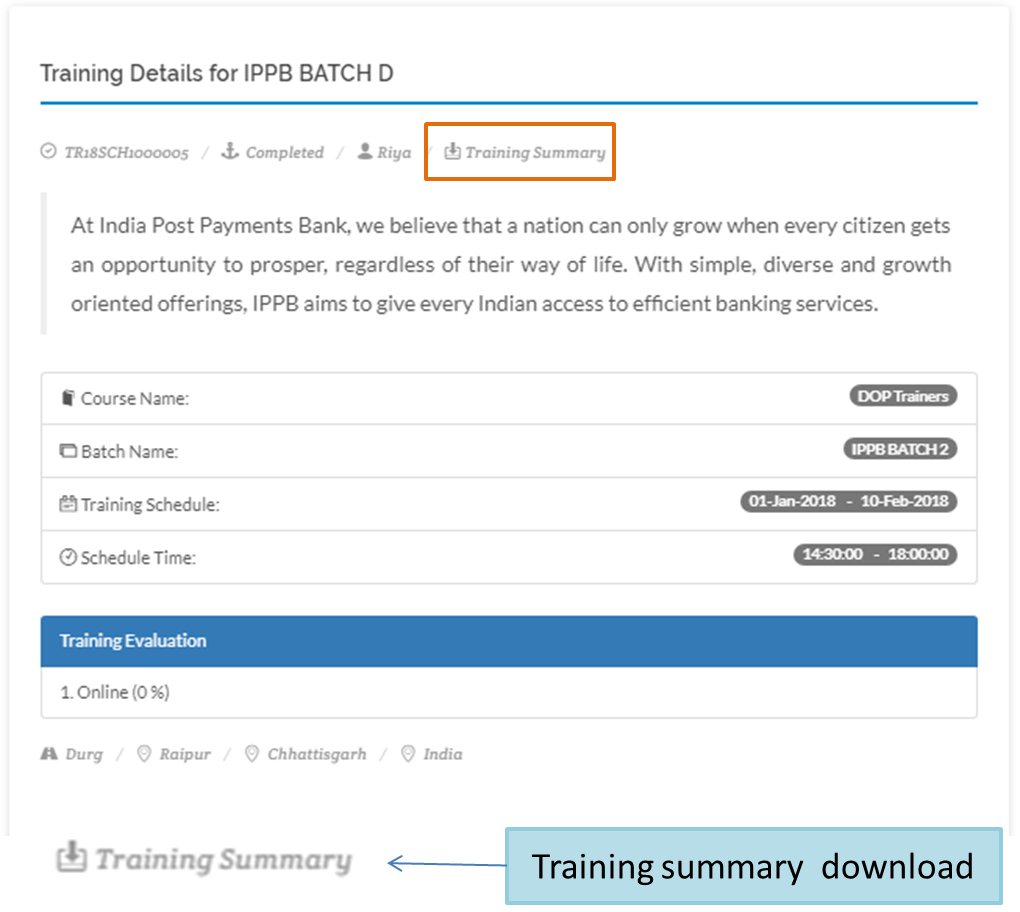 Training Details for IPPB BATCH D
TR18SCH1000005 / Completed / Riya / Training Summary
At India Post Payments Bank, we believe that a nation can only grow when every citizen gets
an opportunity to prosper, regardless of their way of life. With simple, diverse and growth
oriented offerings, IPPB aims to give every Indian access to efficient banking services.
Course Name: DOP Trainers
Batch Name: IPPB BATCH 2
Training Schedule: 01-Jan-2018 - 10-Feb-2018
Schedule Time: 14:30:00 - 18:00:00
Training Evaluation
1. Online (0 %)
Durg / Raipur / Chhattisgarh / India
Training Summary
Training summary download